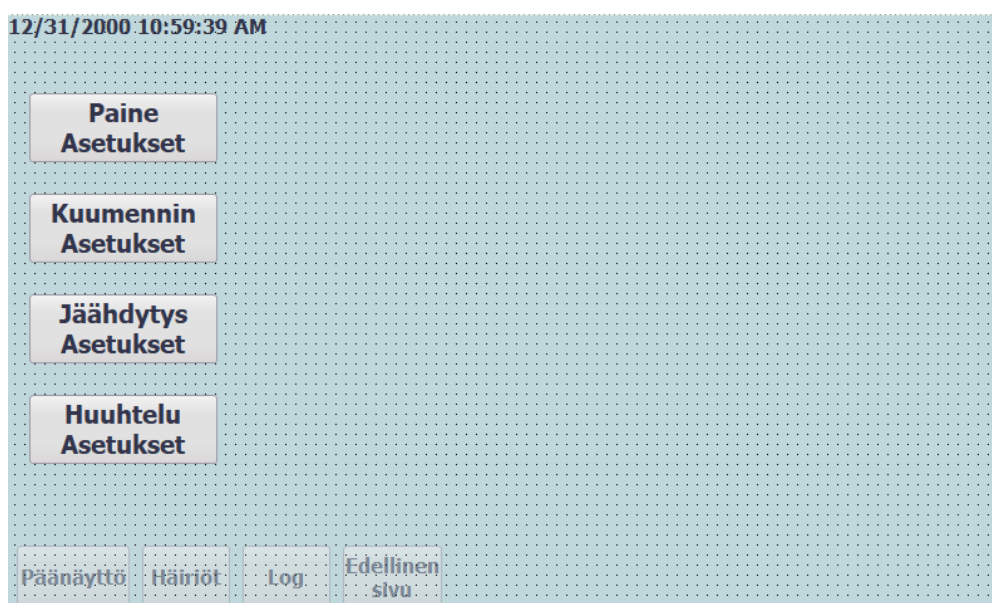 12/31/2000 10:59:39 AM
Paine
Asetukset
Kuumennin
Asetukset
Jäähdytys
Asetukset
Huuhtelu
Asetukset
Päänäyttö
Häiriöt
Log
Edellinen
sivu